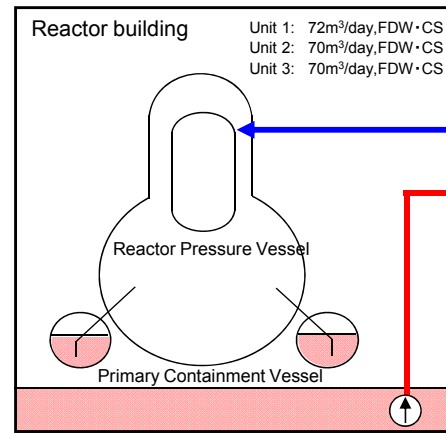 Reactor building
Unit 1: 72m³/day,FDW・CS
Unit 2: 70m³/day,FDW・CS
Unit 3: 70m³/day,FDW・CS
Reactor Pressure Vessel
Primary Containment Vessel